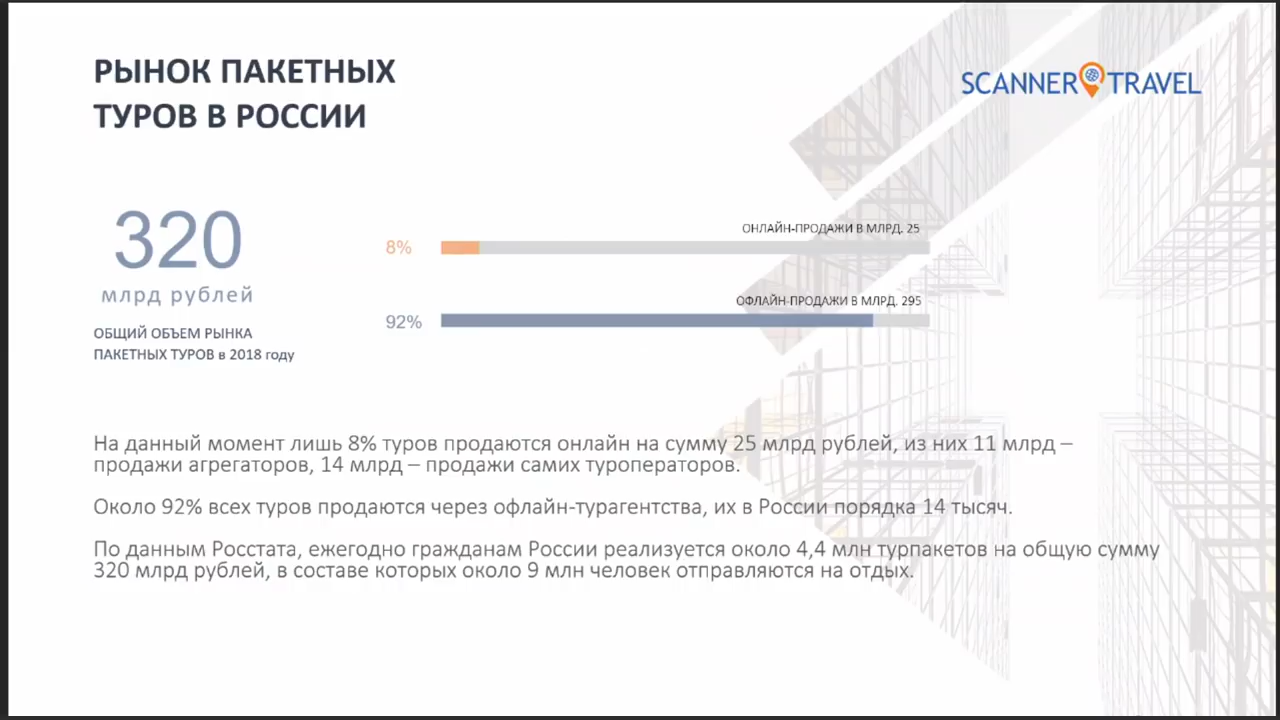 РЫНОК ПАКЕТНЫХ
ТУРОВ В РОССИИ
SCANNER TRAVEL
320
млрд рублей
ОБЩИЙ ОБЪЕМ РЫНКА
ПАКЕТНЫХ ТУРОВ в 2018 году
ОНЛАЙН-ПРОДАЖИ В МЛРД. 25
8%
ОФЛАЙН-ПРОДАЖИ В МЛРД. 295
92%
На данный момент лишь 8% туров продаются онлайн на сумму 25 млрд рублей, из них 11 млрд –
продажи агрегаторов, 14 млрд – продажи самих туроператоров.
Около 92% всех туров продаются через офлайн-турагентства, их в России порядка 14 тысяч.
По данным Росстата, ежегодно гражданам России реализуется около 4,4 млн турпакетов на общую сумму
320 млрд рублей, в составе которых около 9 млн человек отправляются на отдых.